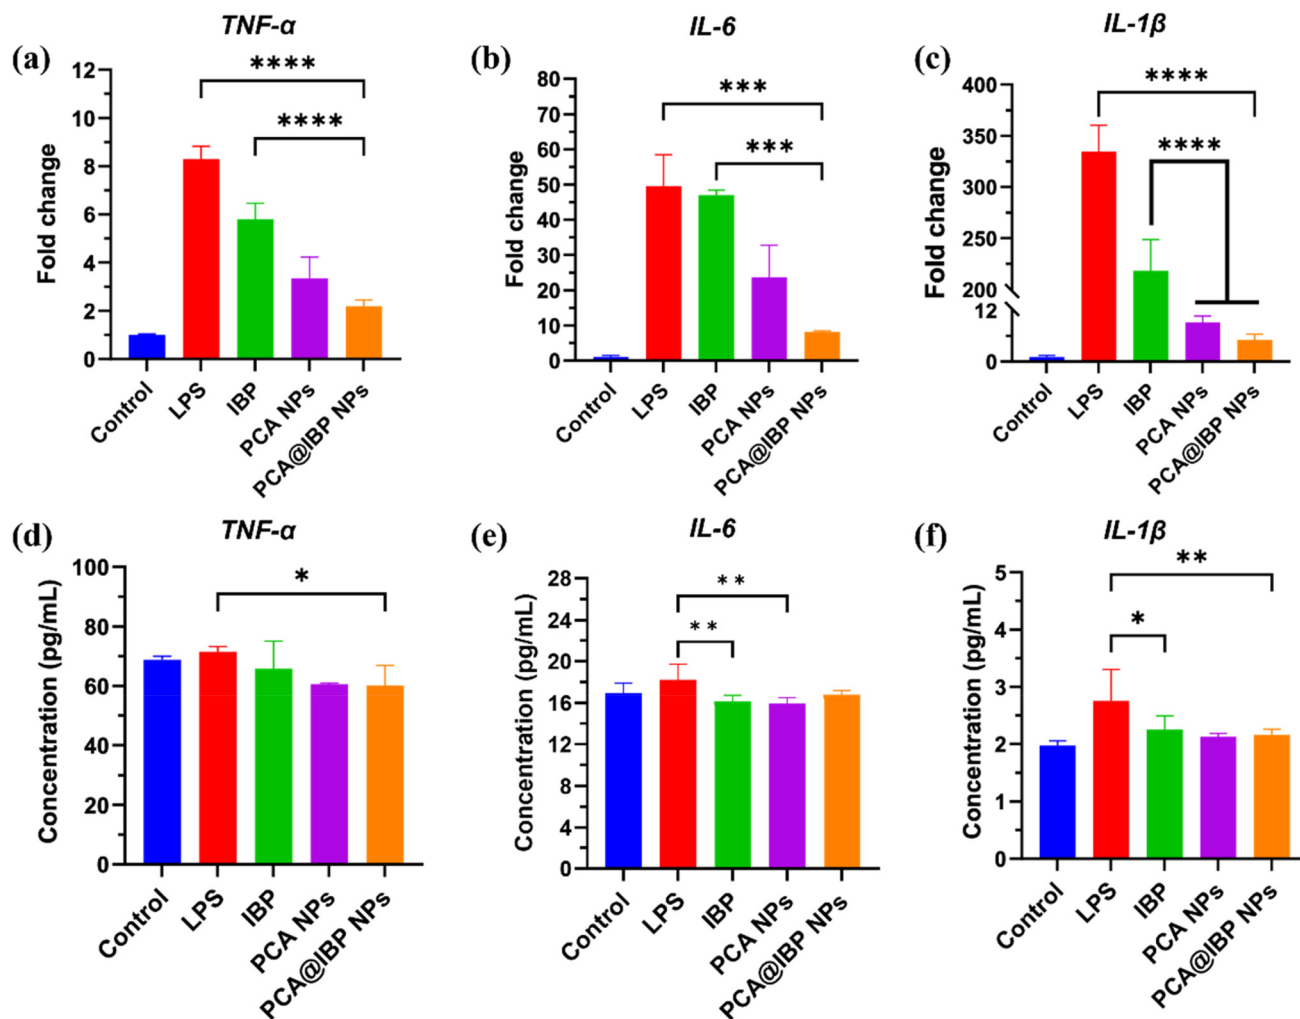 TNF-α
(a)
Fold change
12
10
8
6
4
2
0
****
****
Control
LPS
IBP
PCA NPs
PCA@IBP NPs
IL-6
(b)
Fold change
80
70
60
50
40
30
20
10
0
***
***
Control
LPS
IBP
PCA NPs
PCA@IBP NPs
IL-1β
(c)
Fold change
400
350
300
250
200
12
0
****
****
Control
LPS
IBP
PCA NPs
PCA@IBP NPs
TNF-α
(d)
Concentration (pg/mL)
100
80
60
40
20
0
*
Control
LPS
IBP
PCA NPs
PCA@IBP NPs
IL-6
(e)
Concentration (pg/mL)
28
24
20
16
12
8
4
0
**
**
Control
LPS
IBP
PCA NPs
PCA@IBP NPs
IL-1β
(f)
Concentration (pg/mL)
5
4
3
2
1
0
**
*
Control
LPS
IBP
PCA NPs
PCA@IBP NPs